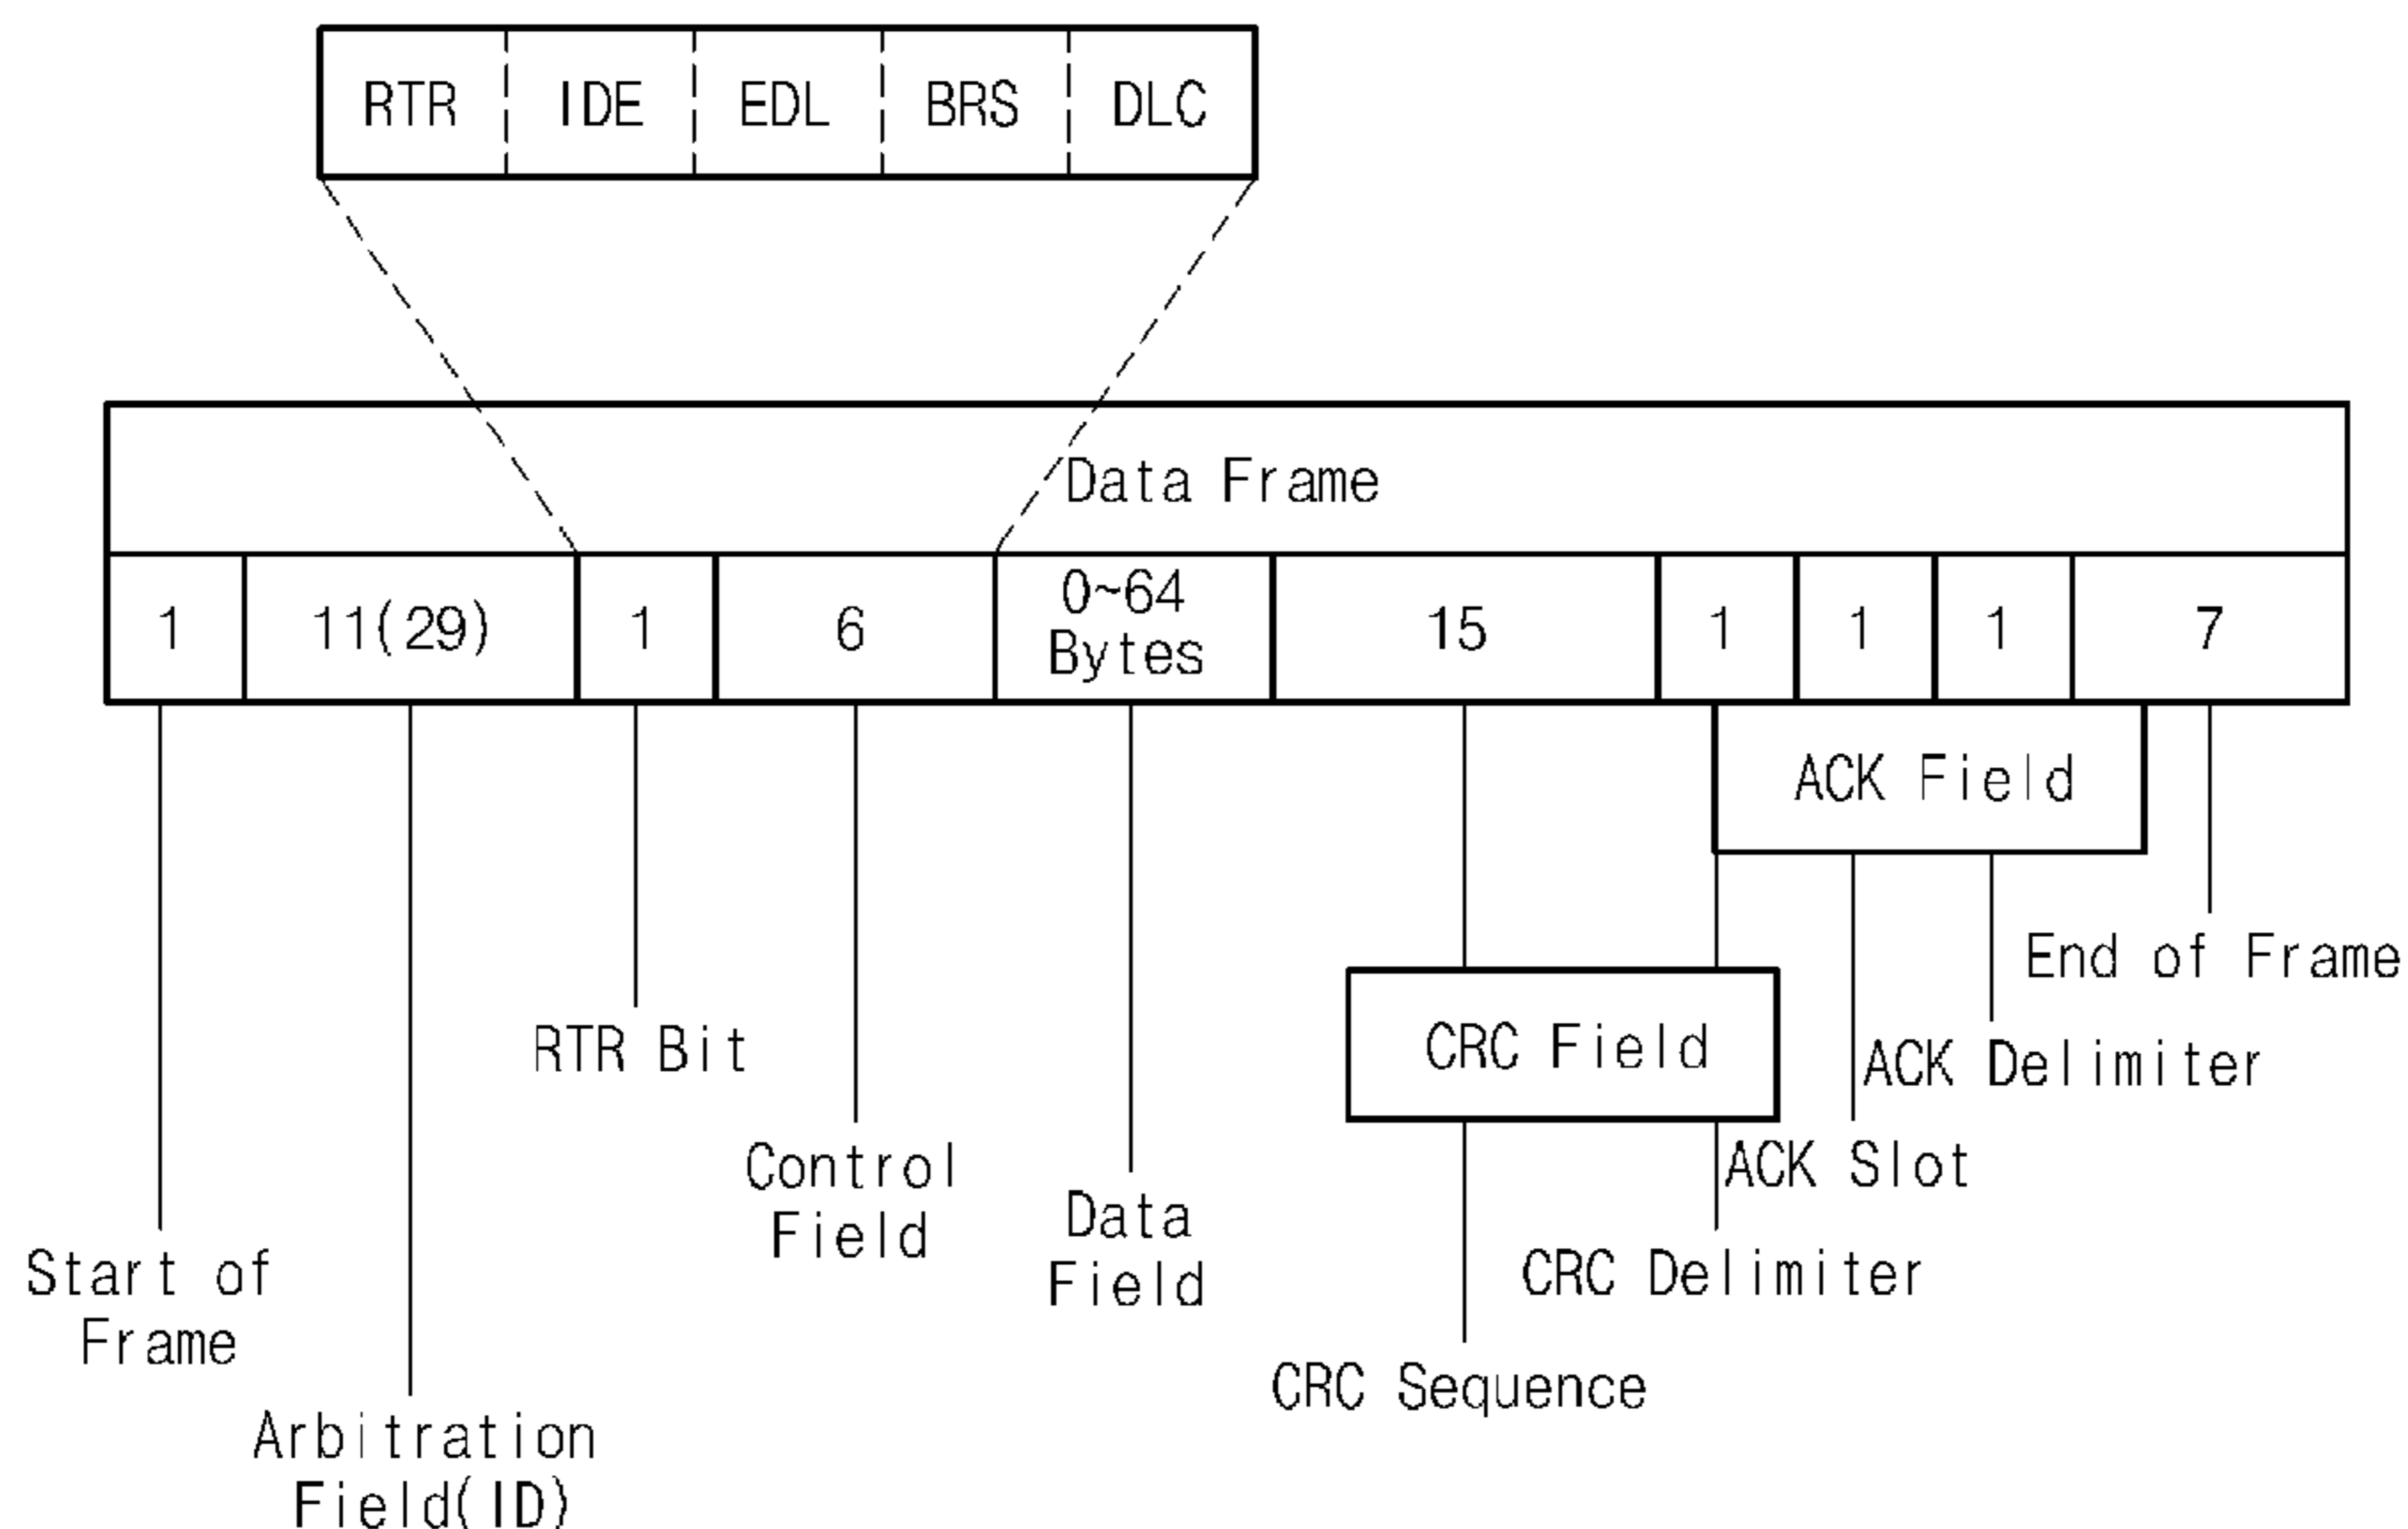 RTR IDE EDL BRS DLC
Data Frame
1 11(29) 1 6 0~64 15 1 1 1 7
Bytes
ACK Field
End of Frame
RTR Bit
CRC Field
ACK Delimiter
Control
Field
ACK Slot
Data
Field
Start of
Frame
CRC Delimiter
CRC Sequence
Arbitration
Field(ID)